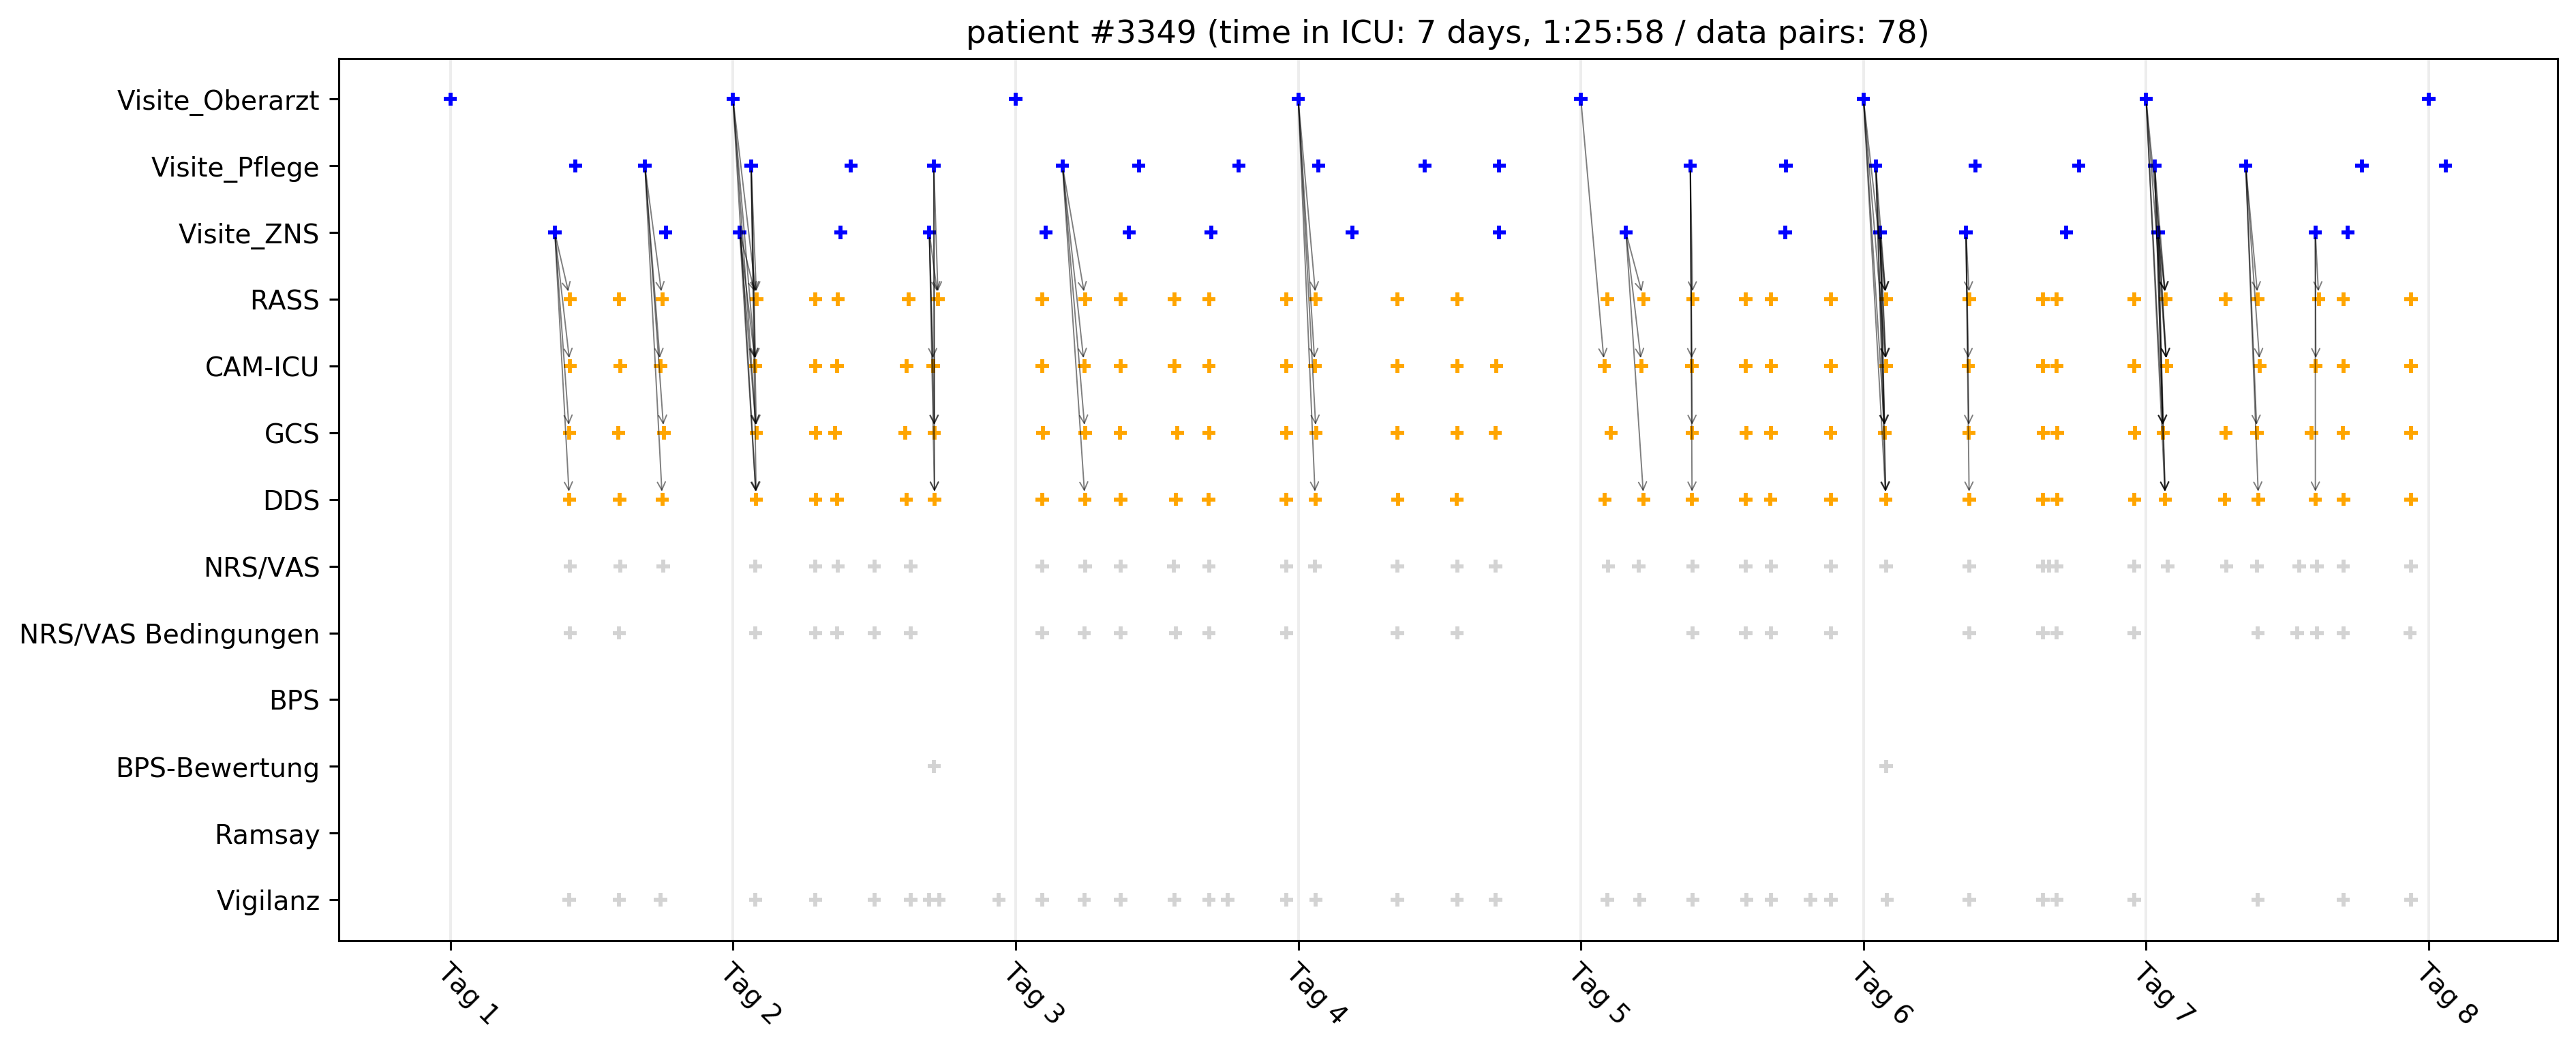 patient #3349 (time in ICU: 7 days, 1:25:58 / data pairs: 78)
Visite_Oberarzt
Visite_Pflege
Visite_ZNS
RASS
CAM-ICU
GCS
DDS
NRS/VAS
NRS/VAS Bedingungen
BPS
BPS-Bewertung
Ramsay
Vigilanz
Tag 1
Tag 2
Tag 3
Tag 4
Tag 5
Tag 6
Tag 7
Tag 8